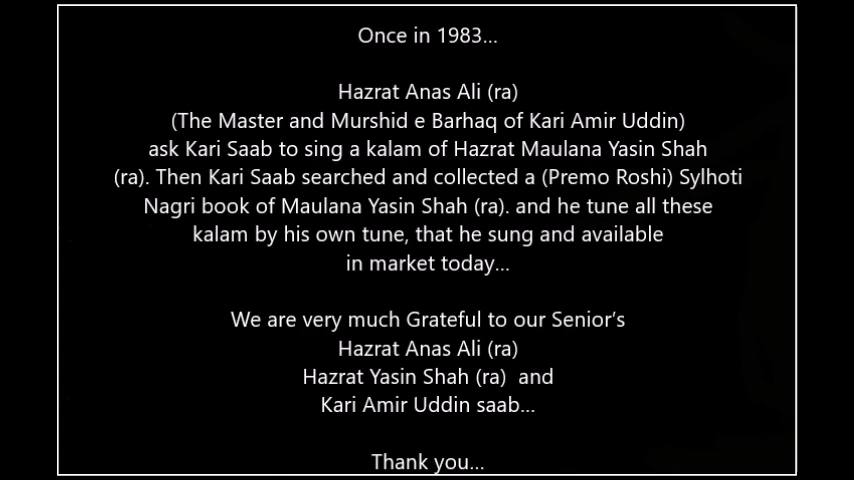 Once in 1983...
Hazrat Anas Ali (ra)
(The Master and Murshid e Barhaq of Kari Amir Uddin)
ask Kari Saab to sing a kalam of Hazrat Maulana Yasin Shah
(ra). Then Kari Saab searched and collected a (Premo Roshi) Sylhoti
Nagri book of Maulana Yasin Shah (ra). and he tune all these
kalam by his own tune, that he sung and available
in market today...
We are very much Grateful to our Senior’s
Hazrat Anas Ali (ra)
Hazrat Yasin Shah (ra)  and
Kari Amir Uddin saab...
Thank you...